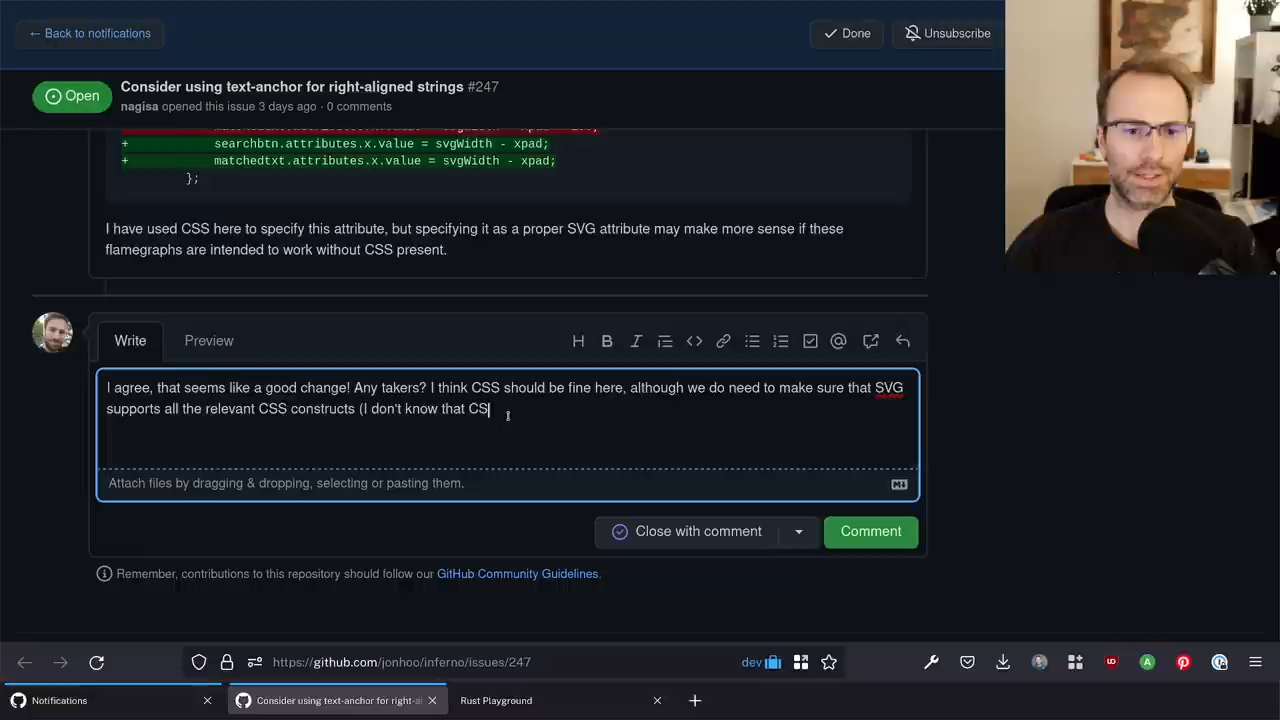 ← Back to notifications
Done
Unsubscribe
Open
Consider using text-anchor for right-aligned strings #247
nagisa opened this issue 3 days ago · 0 comments
+ searchbtn.attributes.x.value = svgWidth - xpad;
+ matchedtxt.attributes.x.value = svgWidth - xpad;
};
I have used CSS here to specify this attribute, but specifying it as a proper SVG attribute may make more sense if these
flamegraphs are intended to work without CSS present.
Write
Preview
I agree, that seems like a good change! Any takers? I think CSS should be fine here, although we do need to make sure that SVG
supports all the relevant CSS constructs (I don't know that CS
Attach files by dragging & dropping, selecting or pasting them.
Close with comment
Comment
Remember, contributions to this repository should follow our GitHub Community Guidelines.
https://github.com/jonhoo/inferno/issues/247
dev
Notifications
Consider using text-anchor for right-al
Rust Playground